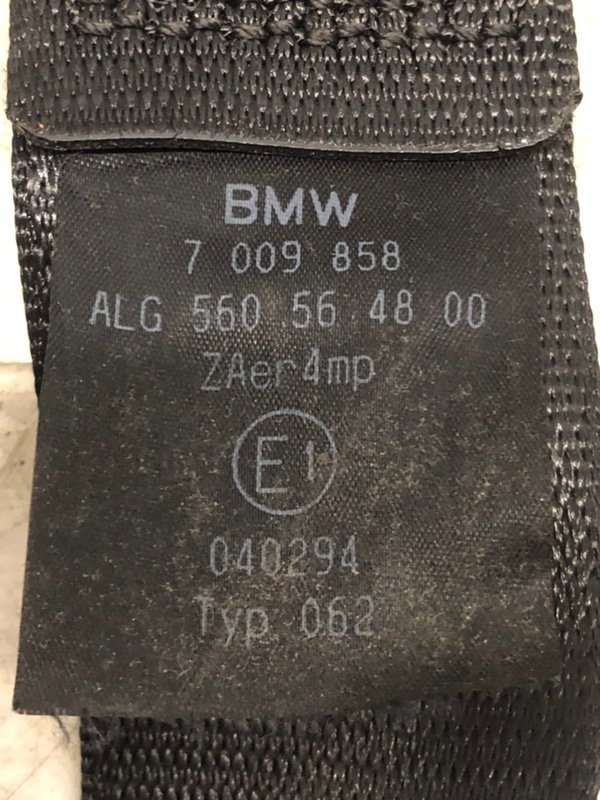 BMW
7 009 858
ALG 560 56 48 00
ZAer4mp
E1
040294
Typ 062